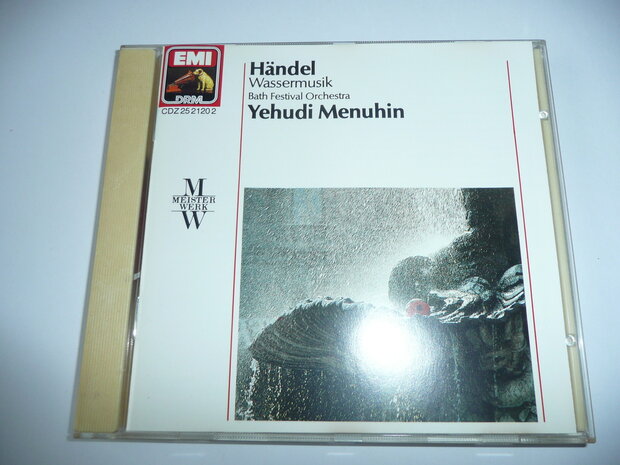 EMI
DRM
CDZ 25 2120 2
Händel
Wassermusik
Bath Festival Orchestra
Yehudi Menuhin
M
MEISTER
WERK
W